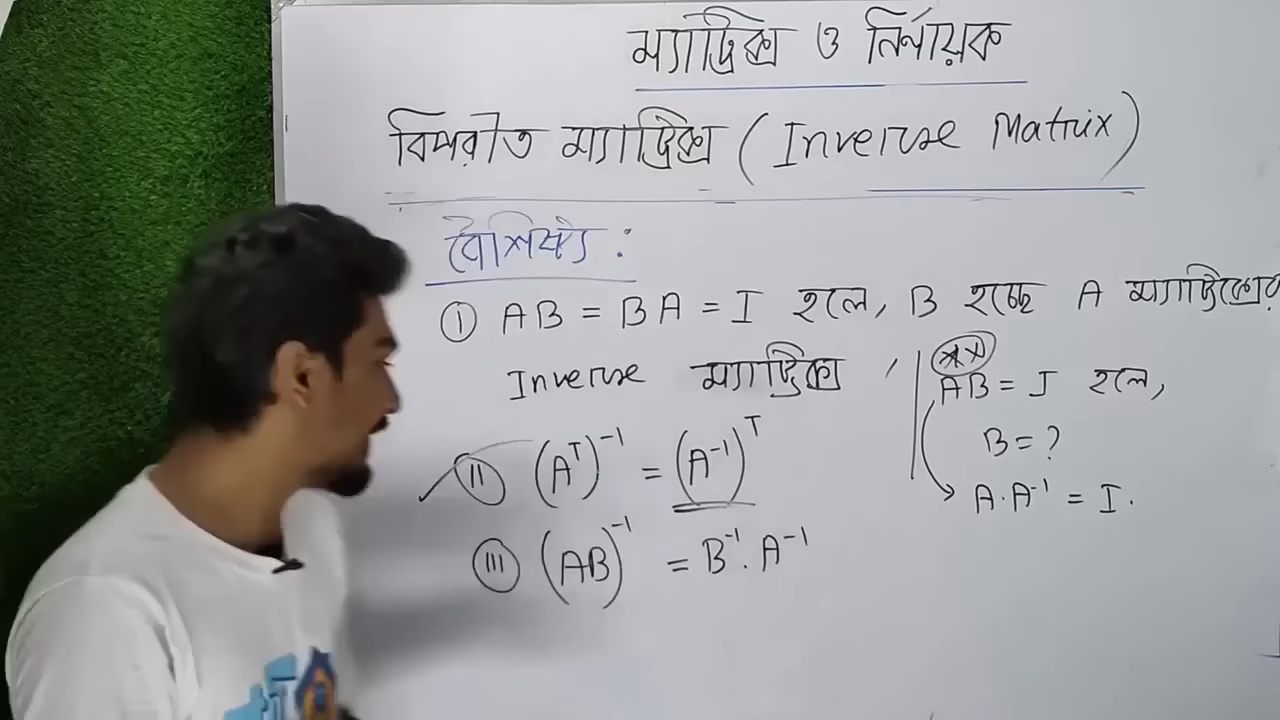 ম্যাট্রিক্স ও নির্ণায়ক
বিপরীত ম্যাট্রিক্স (Inverse Matrix)
বৈশিষ্ট্য :
(i) AB = BA = I হলে, B হচ্ছে A ম্যাট্রিক্সের
Inverse ম্যাট্রিক্স ,
(ii) (Aᵀ)⁻¹ = (A⁻¹)ᵀ
(iii) (AB)⁻¹ = B⁻¹. A⁻¹
**
AB = I হলে,
B = ?
A. A⁻¹ = I.